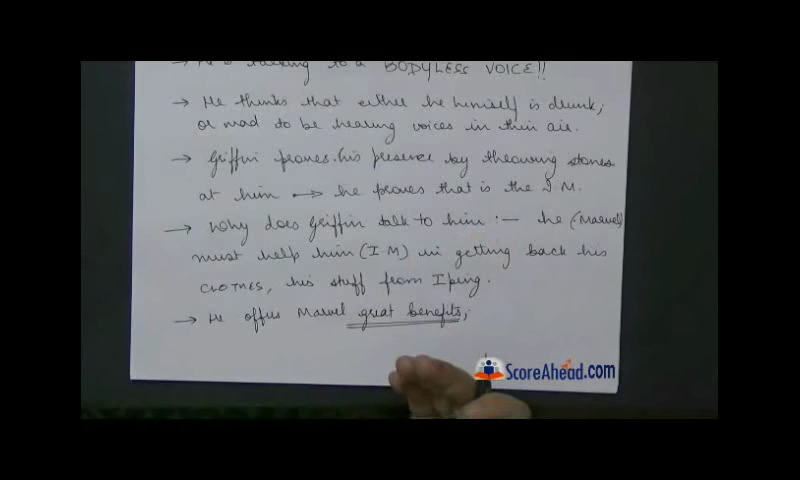 → He is talking to a BODYLESS VOICE!!
→ He thinks that either he himself is drunk,
or mad to be hearing voices in thin air.
→ Griffin proves his presence by throwing stones
at him → he proves that is the I.M.
→ Why does Griffin talk to him :— he (Marvel)
must help him (I M) in getting back his
CLOTHES, his stuff from Iping.
→ He offers Marvel great benefits,
ScoreAhead.com